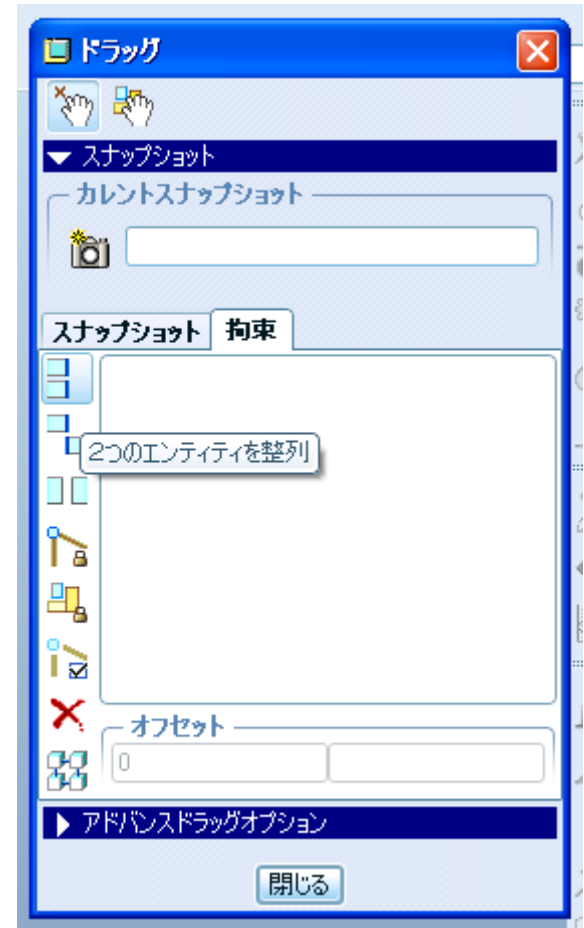 ドラッグ
スナップショット
カレントスナップショット
スナップショット 拘束
2つのエンティティを整列
オフセット
0
アドバンスドラッグオプション
閉じる